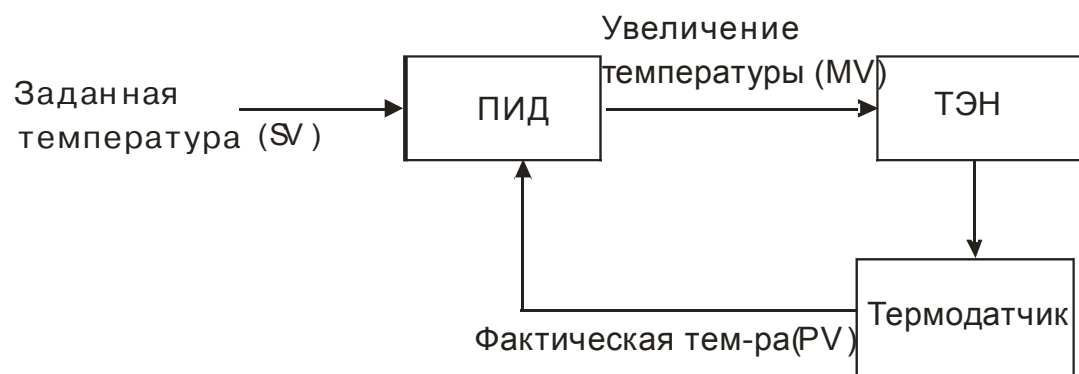 Увеличение
температуры (MV)
Заданная
температура (SV)
ПИД
ТЭН
Термодатчик
Фактическая тем-ра(PV)